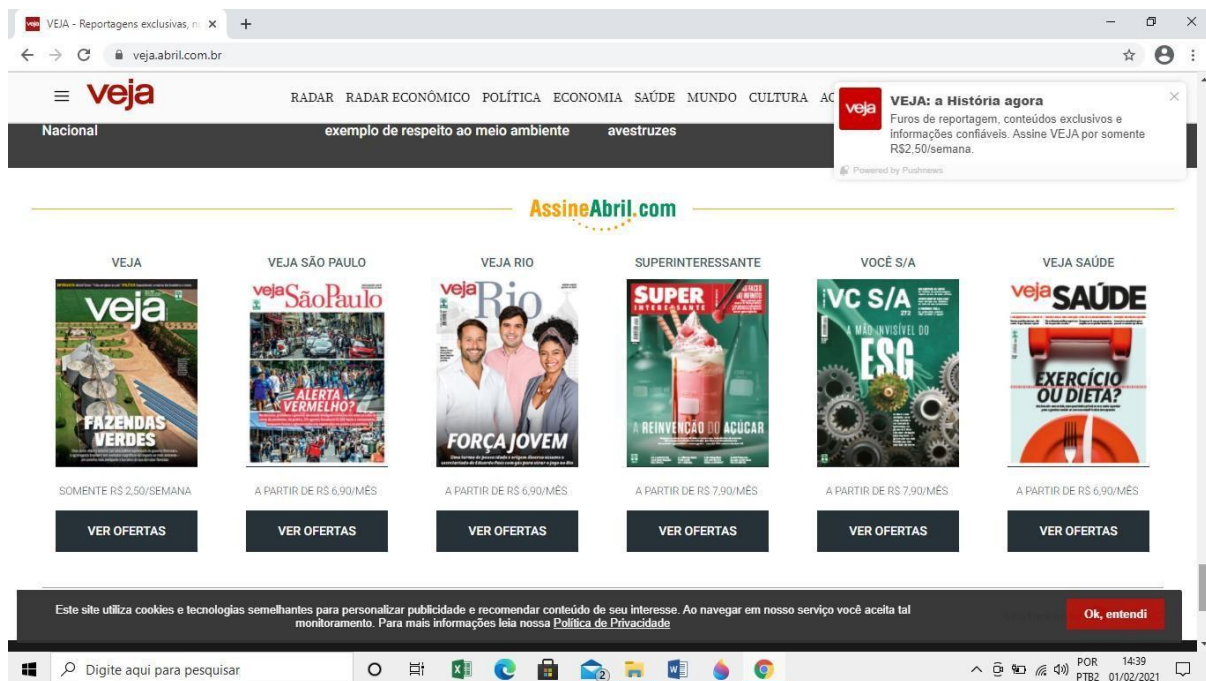 VEJA - Reportagens exclusivas, n
veja.abril.com.br
veja
RADAR RADAR ECONÔMICO POLÍTICA ECONOMIA SAÚDE MUNDO CULTURA
VEJA: a História agora
Furos de reportagem, conteúdos exclusivos e
informações confiáveis. Assine VEJA por somente
R$2,50/semana.
Powered by Pushnews
Nacional
exemplo de respeito ao meio ambiente
avestruzes
AssineAbril.com
VEJA
VEJA SÃO PAULO
VEJA RIO
SUPERINTERESSANTE
VOCÊ S/A
VEJA SAÚDE
veja
FAZENDAS
VERDES
veja São Paulo
ALERTA
VERMELHO?
veja Rio
FORÇA JOVEM
SUPER
INTERESSANTE
A REINVENÇÃO DO AÇÚCAR
VC S/A
A MÃO INVISÍVEL DO
ESG
veja SAÚDE
EXERCÍCIO
OU DIETA?
SOMENTE R$ 2,50/SEMANA
A PARTIR DE R$ 6,90/MÊS
A PARTIR DE R$ 6,90/MÊS
A PARTIR DE R$ 7,90/MÊS
A PARTIR DE R$ 7,90/MÊS
A PARTIR DE R$ 6,90/MÊS
VER OFERTAS
VER OFERTAS
VER OFERTAS
VER OFERTAS
VER OFERTAS
VER OFERTAS
Este site utiliza cookies e tecnologias semelhantes para personalizar publicidade e recomendar conteúdo de seu interesse. Ao navegar em nosso serviço você aceita tal
monitoramento. Para mais informações leia nossa Política de Privacidade
Ok, entendi
Digite aqui para pesquisar
2
POR
PTB2
14:39
01/02/2021